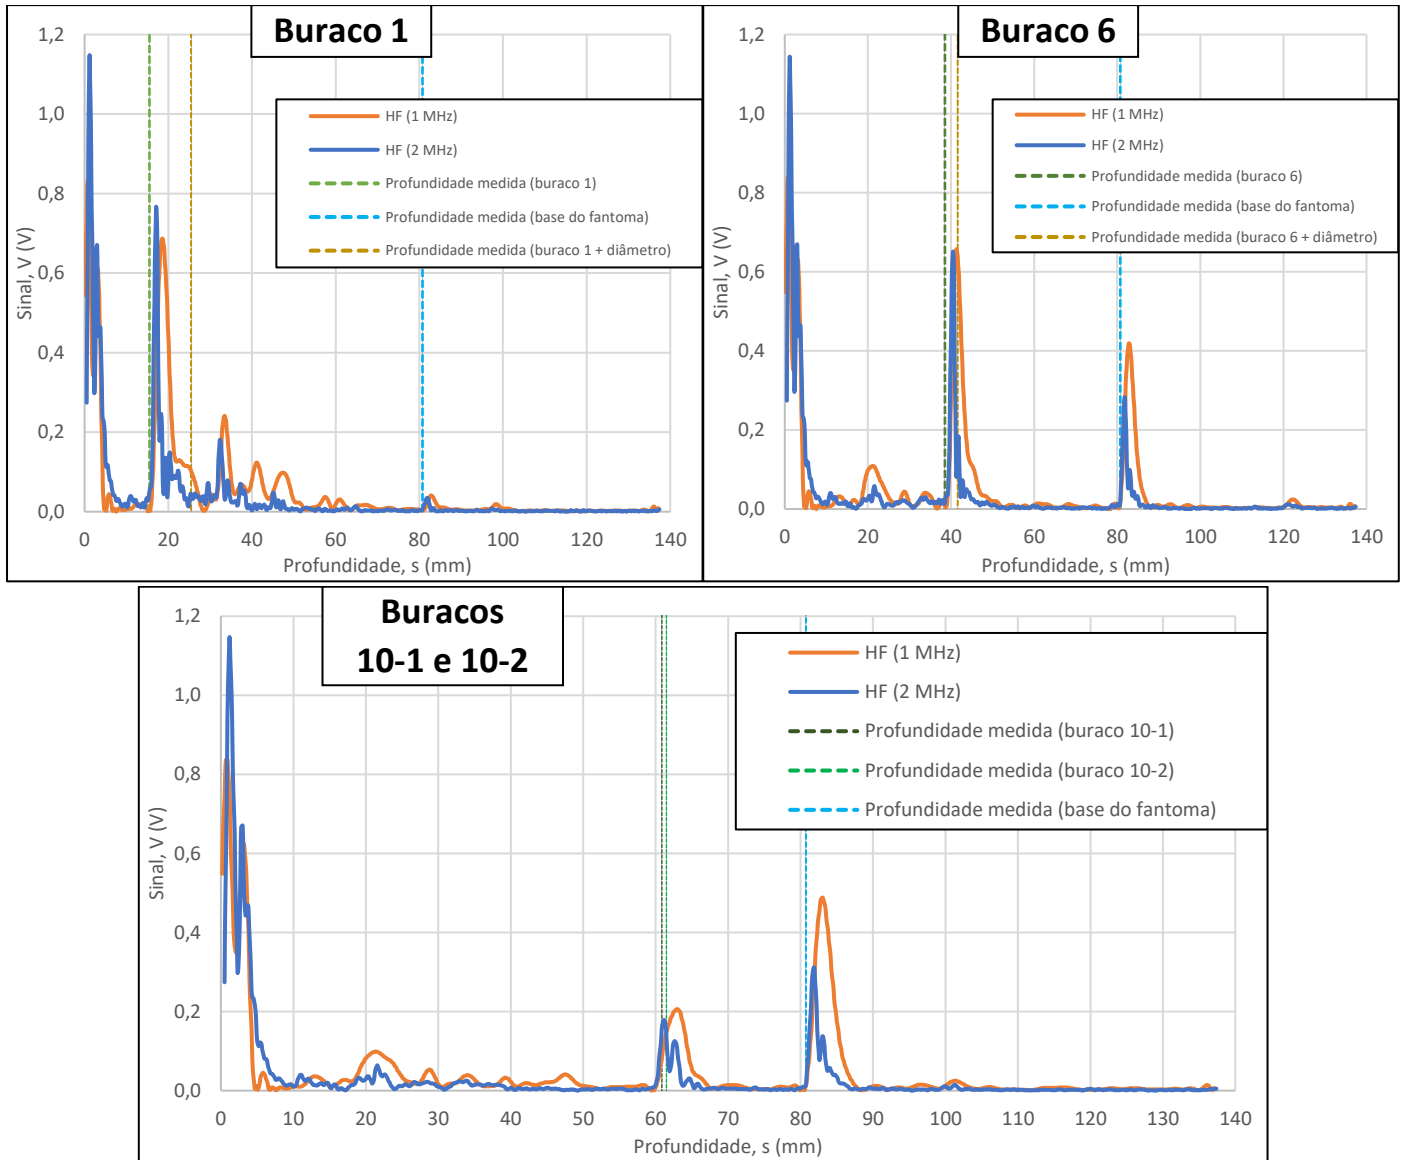 Buraco 1
1,2
1,0
0,8
0,6
0,4
0,2
0,0
Sinal, V (V)
HF (1 MHz)
HF (2 MHz)
Profundidade medida (buraco 1)
Profundidade medida (base do fantoma)
Profundidade medida (buraco 1 + diâmetro)
0 20 40 60 80 100 120 140
Profundidade, s (mm)
Buraco 6
1,2
1,0
0,8
0,6
0,4
0,2
0,0
Sinal, V (V)
HF (1 MHz)
HF (2 MHz)
Profundidade medida (buraco 6)
Profundidade medida (base do fantoma)
Profundidade medida (buraco 6 + diâmetro)
0 20 40 60 80 100 120 140
Profundidade, s (mm)
Buracos
10-1 e 10-2
1,2
1,0
0,8
0,6
0,4
0,2
0,0
Sinal, V (V)
HF (1 MHz)
HF (2 MHz)
Profundidade medida (buraco 10-1)
Profundidade medida (buraco 10-2)
Profundidade medida (base do fantoma)
0 10 20 30 40 50 60 70 80 90 100 110 120 130 140
Profundidade, s (mm)